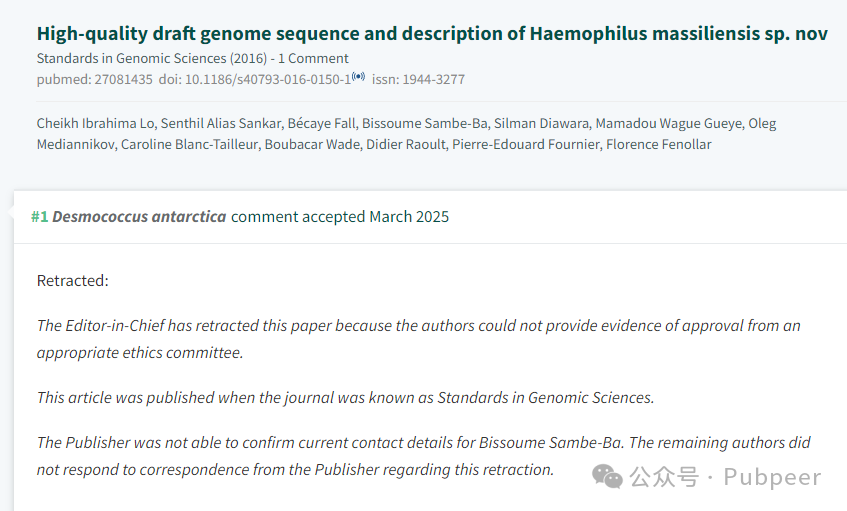 High-quality draft genome sequence and description of Haemophilus massiliensis sp. nov
Standards in Genomic Sciences (2016) - 1 Comment
pubmed: 27081435 doi: 10.1186/s40793-016-0150-1 issn: 1944-3277
Cheikh Ibrahima Lo, Senthil Alias Sankar, Bécaye Fall, Bissoume Sambe-Ba, Silman Diawara, Mamadou Wague Gueye, Oleg
Mediannikov, Caroline Blanc-Tailleur, Boubacar Wade, Didier Raoult, Pierre-Edouard Fournier, Florence Fenollar
#1 Desmococcus antarctica comment accepted March 2025
Retracted:
The Editor-in-Chief has retracted this paper because the authors could not provide evidence of approval from an
appropriate ethics committee.
This article was published when the journal was known as Standards in Genomic Sciences.
The Publisher was not able to confirm current contact details for Bissoume Sambe-Ba. The remaining authors did
not respond to correspondence from the Publisher regarding this retraction.
公众号 · Pubpeer